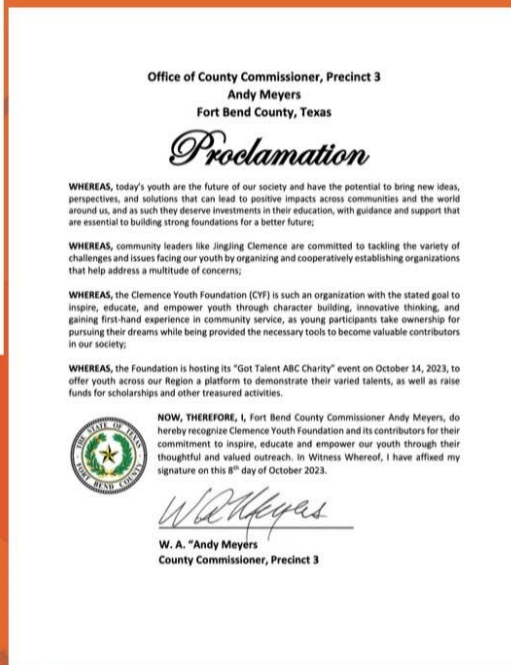 Office of County Commissioner, Precinct 3
Andy Meyers
Fort Bend County, Texas
Proclamation
WHEREAS, today's youth are the future of our society and have the potential to bring new ideas,
perspectives, and solutions that can lead to positive impacts across communities and the world
around us, and as such they deserve investments in their education, with guidance and support that
are essential to building strong foundations for a better future;
WHEREAS, community leaders like JingJing Clemence are committed to tackling the variety of
challenges and issues facing our youth by organizing and cooperatively establishing organizations
that help address a multitude of concerns;
WHEREAS, the Clemence Youth Foundation (CYF) is such an organization with the stated goal to
inspire, educate, and empower youth through character building, innovative thinking, and
gaining first-hand experience in community service, as young participants take ownership for
pursuing their dreams while being provided the necessary tools to become valuable contributors
in our society;
WHEREAS, the Foundation is hosting its "Got Talent ABC Charity" event on October 14, 2023, to
offer youth across our Region a platform to demonstrate their varied talents, as well as raise
funds for scholarships and other treasured activities.
THE STATE OF TEXAS
FORT BEND COUNTY
NOW, THEREFORE, I, Fort Bend County Commissioner Andy Meyers, do
hereby recognize Clemence Youth Foundation and its contributors for their
commitment to inspire, educate and empower our youth through their
thoughtful and valued outreach. In Witness Whereof, I have affixed my
signature on this 8th day of October 2023.
WA Meyers
W. A. "Andy Meyers
County Commissioner, Precinct 3